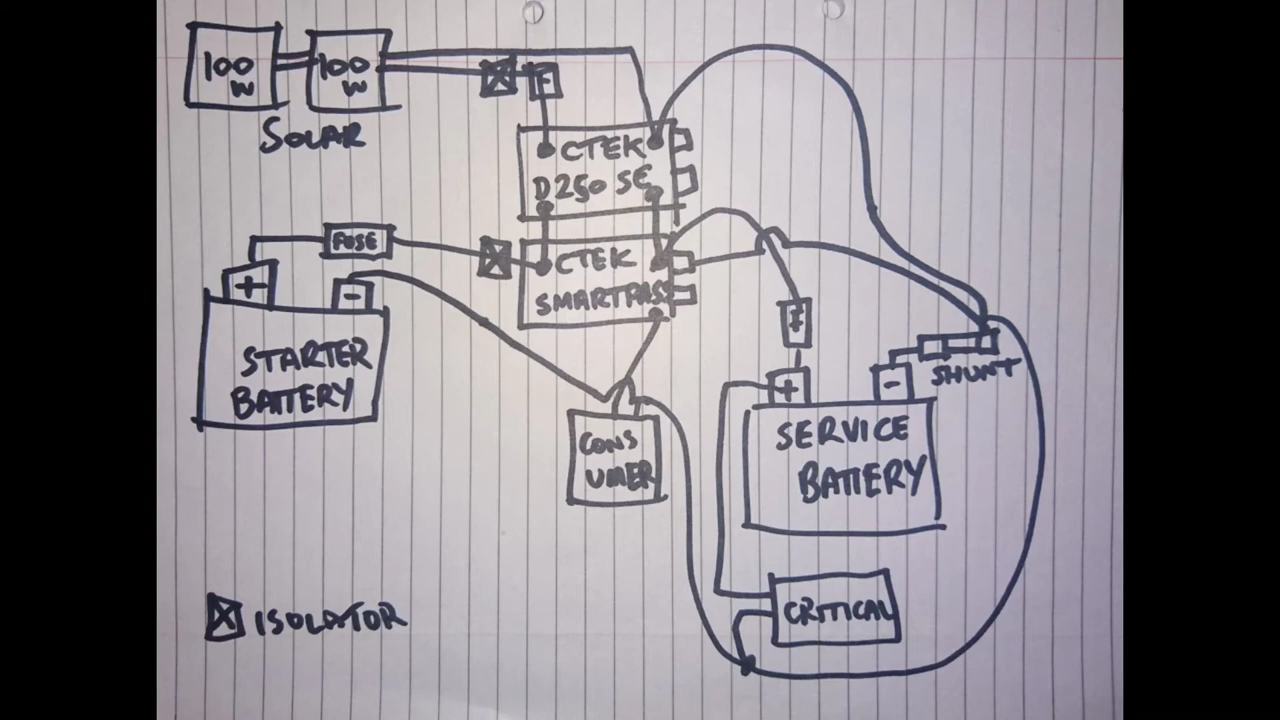 100
W
100
W
SOLAR
F
CTEK
D250 SE
FUSE
CTEK
SMARTPASS
+
-
STARTER
BATTERY
F
+
-
SHUNT
CONS
UMER
SERVICE
BATTERY
CRITICAL
ISOLATOR